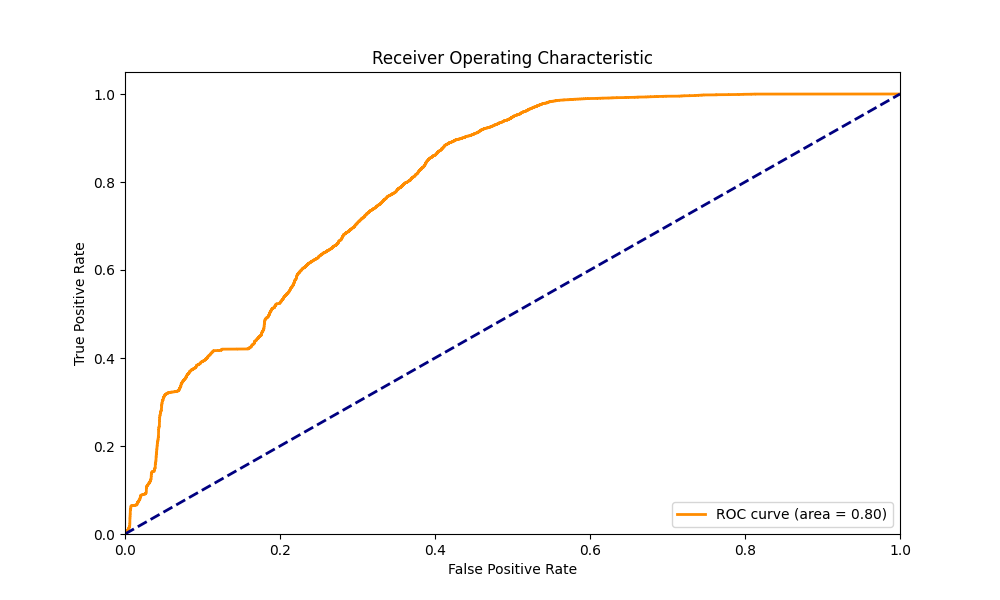 Receiver Operating Characteristic
True Positive Rate
1.0
0.8
0.6
0.4
0.2
0.0
ROC curve (area = 0.80)
0.0 0.2 0.4 0.6 0.8 1.0
False Positive Rate